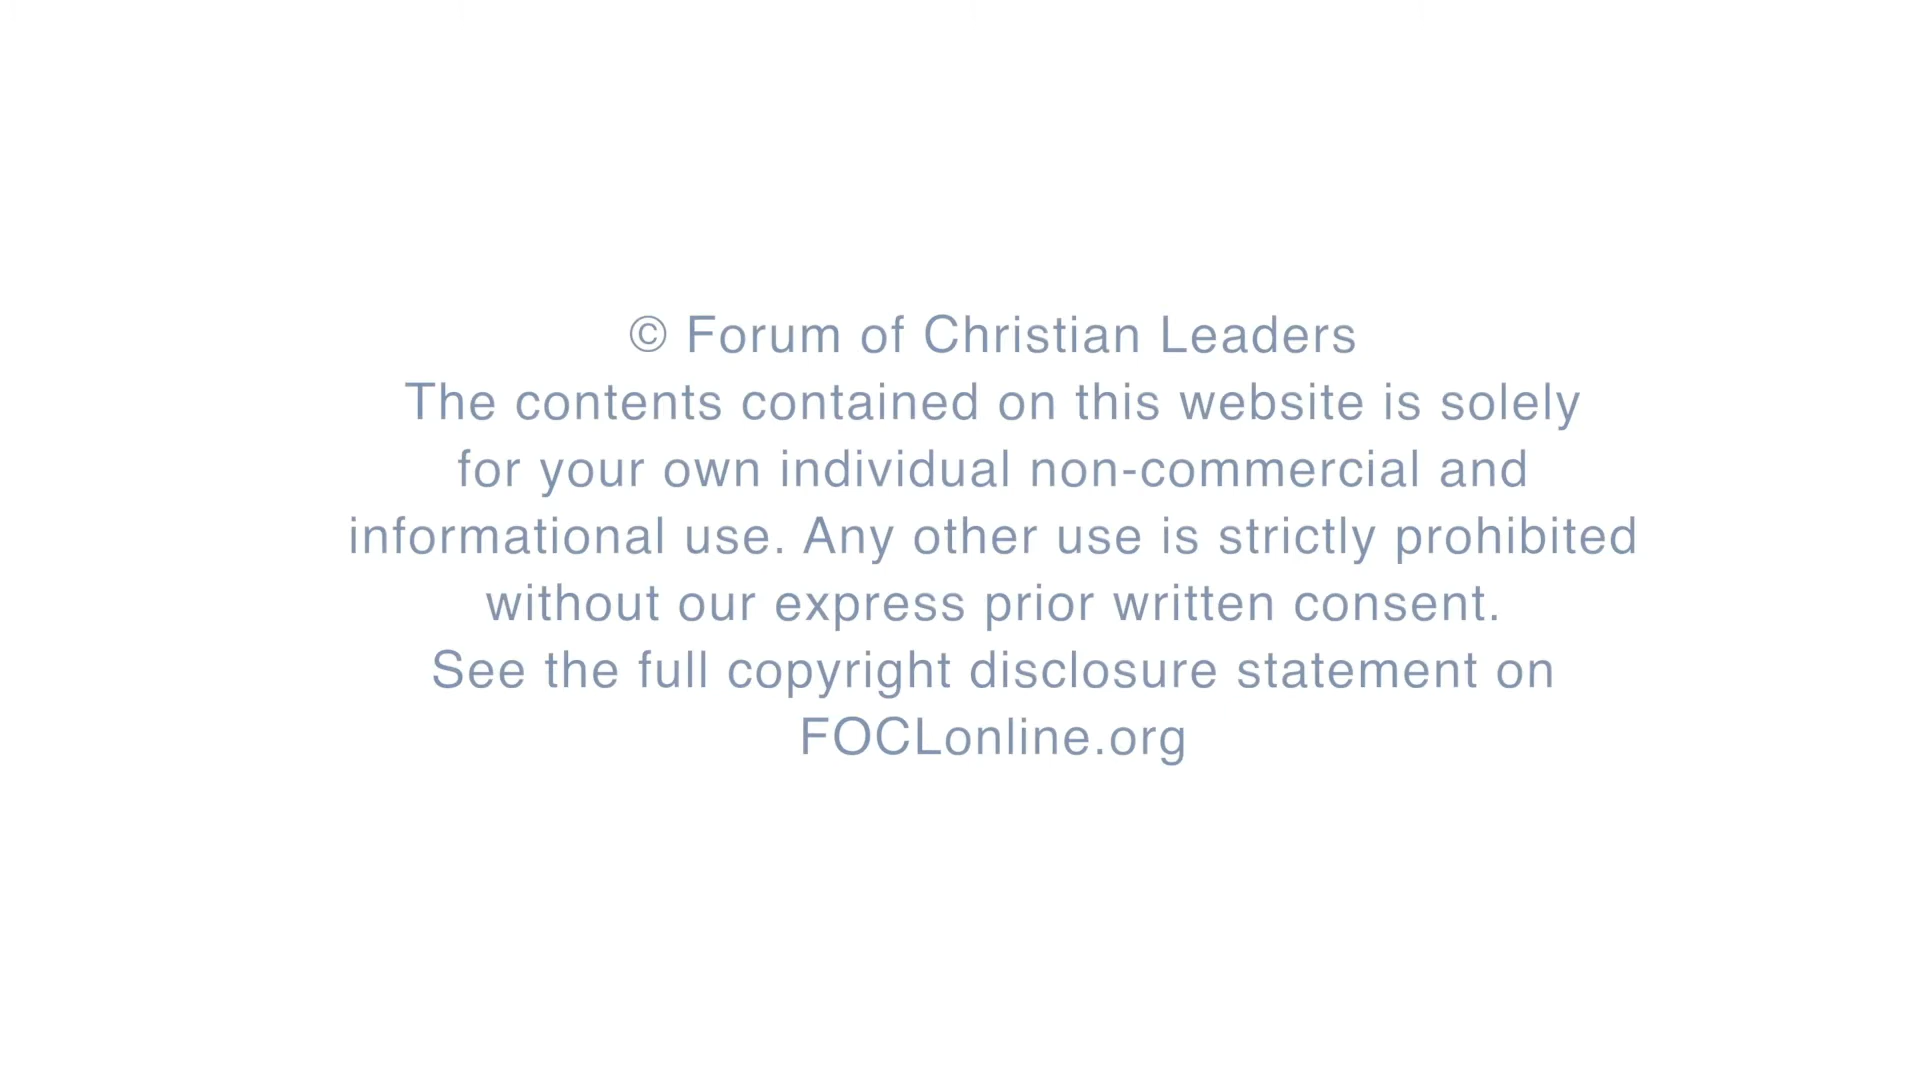 © Forum of Christian Leaders
The contents contained on this website is solely
for your own individual non-commercial and
informational use. Any other use is strictly prohibited
without our express prior written consent.
See the full copyright disclosure statement on
FOCLonline.org